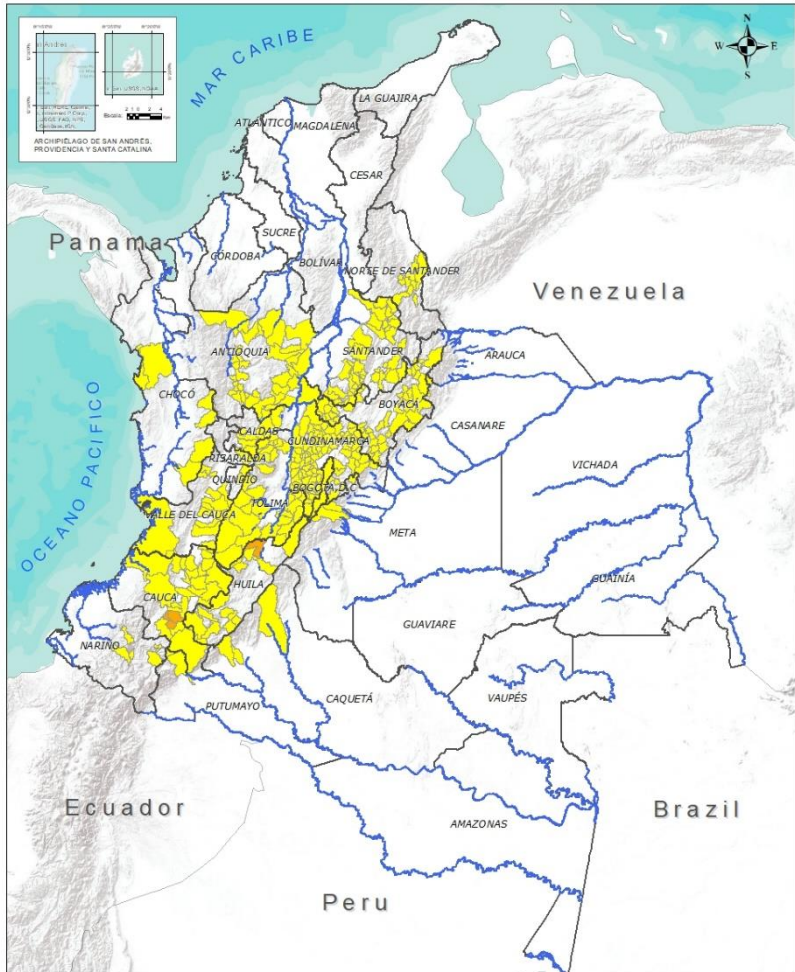 MAR CARIBE
N
W E
S
Escala:
ARCHIPIÉLAGO DE SAN ANDRÉS,
PROVIDENCIA Y SANTA CATALINA
LA GUAJIRA
ATLÁNTICO
MAGDALENA
CESAR
SUCRE
Panama
CÓRDOBA
BOLÍVAR
NORTE DE SANTANDER
Venezuela
ANTIOQUIA
SANTANDER
ARAUCA
CHOCÓ
BOYACÁ
CASANARE
OCEANO PACIFICO
CALDAS
CUNDINAMARCA
RISARALDA
VICHADA
QUINDIO
BOGOTÁ, D.C.
VALLE DEL CAUCA
TOLIMA
META
GUAINÍA
HUILA
CAUCA
GUAVIARE
NARIÑO
CAQUETÁ
VAUPÉS
PUTUMAYO
Ecuador
Brazil
AMAZONAS
Peru